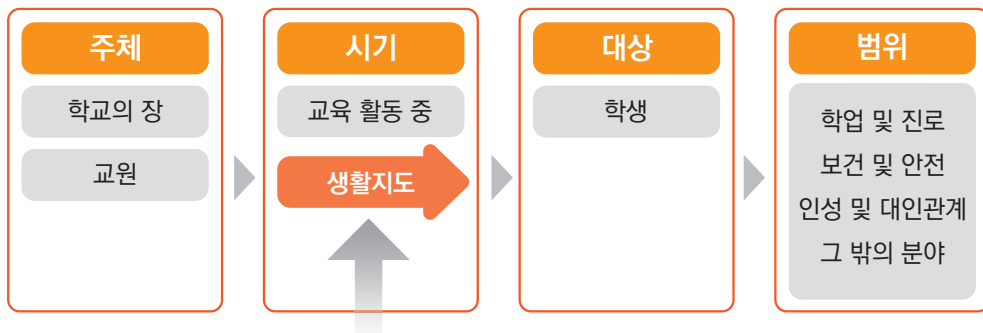 주체
학교의 장
교원
시기
교육 활동 중
생활지도
대상
학생
범위
학업 및 진로
보건 및 안전
인성 및 대인관계
그 밖의 분야